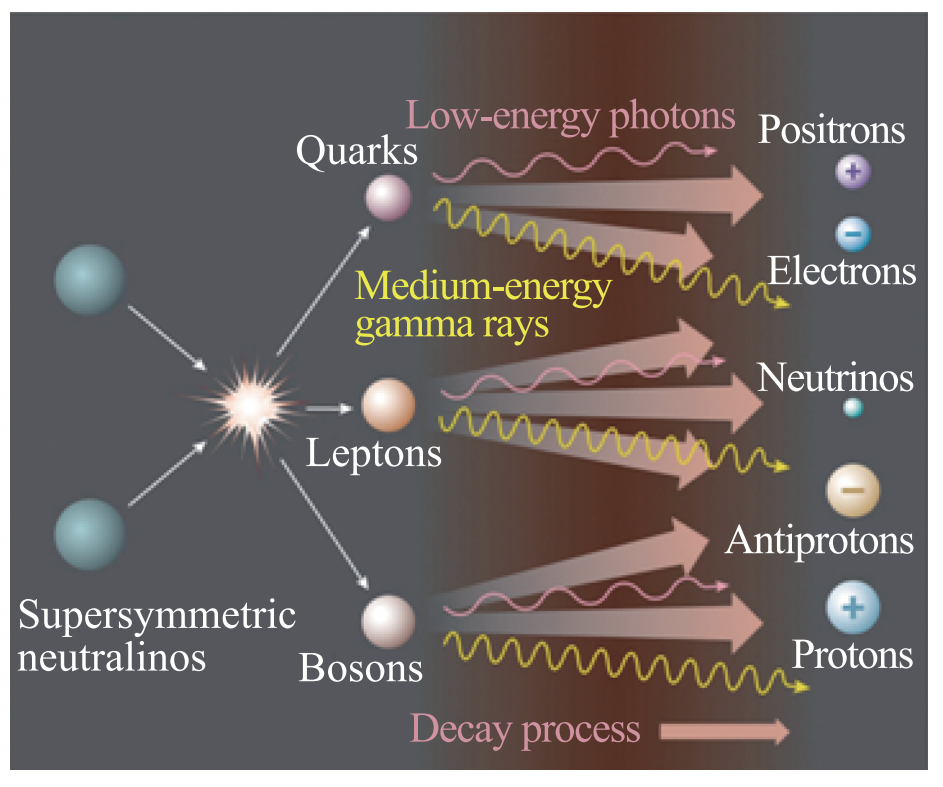 Low-energy photons
Positrons
Quarks
+
−
Electrons
Medium-energy
gamma rays
Neutrinos
Leptons
−
Antiprotons
Supersymmetric
neutralinos
+
Bosons
Protons
Decay process